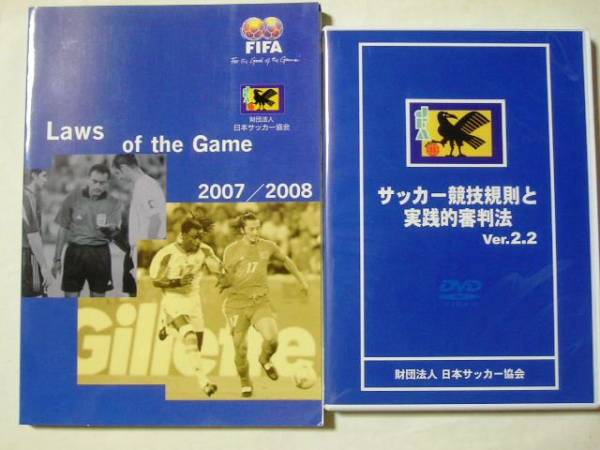 FIFA
For the Good of the Game
財団法人
日本サッカー協会
Laws
of the Game
2007/2008
17
Gillette
JFA
サッカー競技規則と
実践的審判法
Ver.2.2
DVD
VIDEO
財団法人 日本サッカー協会